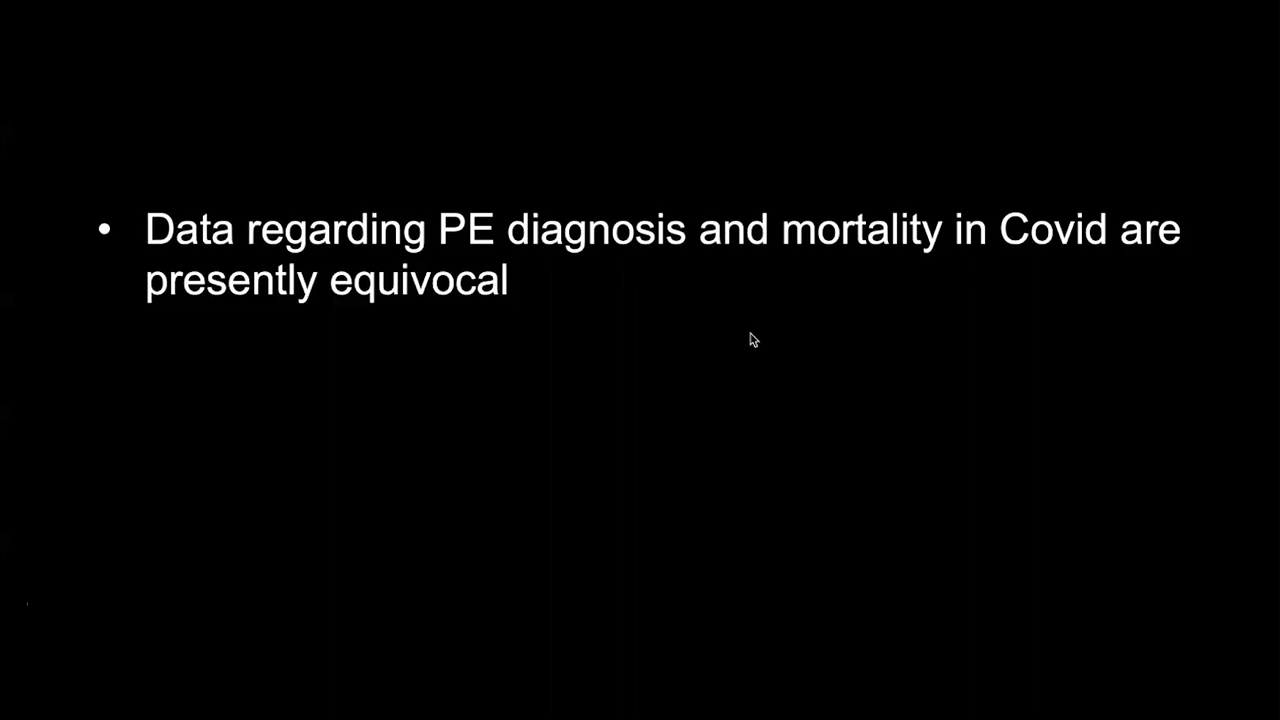 • Data regarding PE diagnosis and mortality in Covid are
presently equivocal